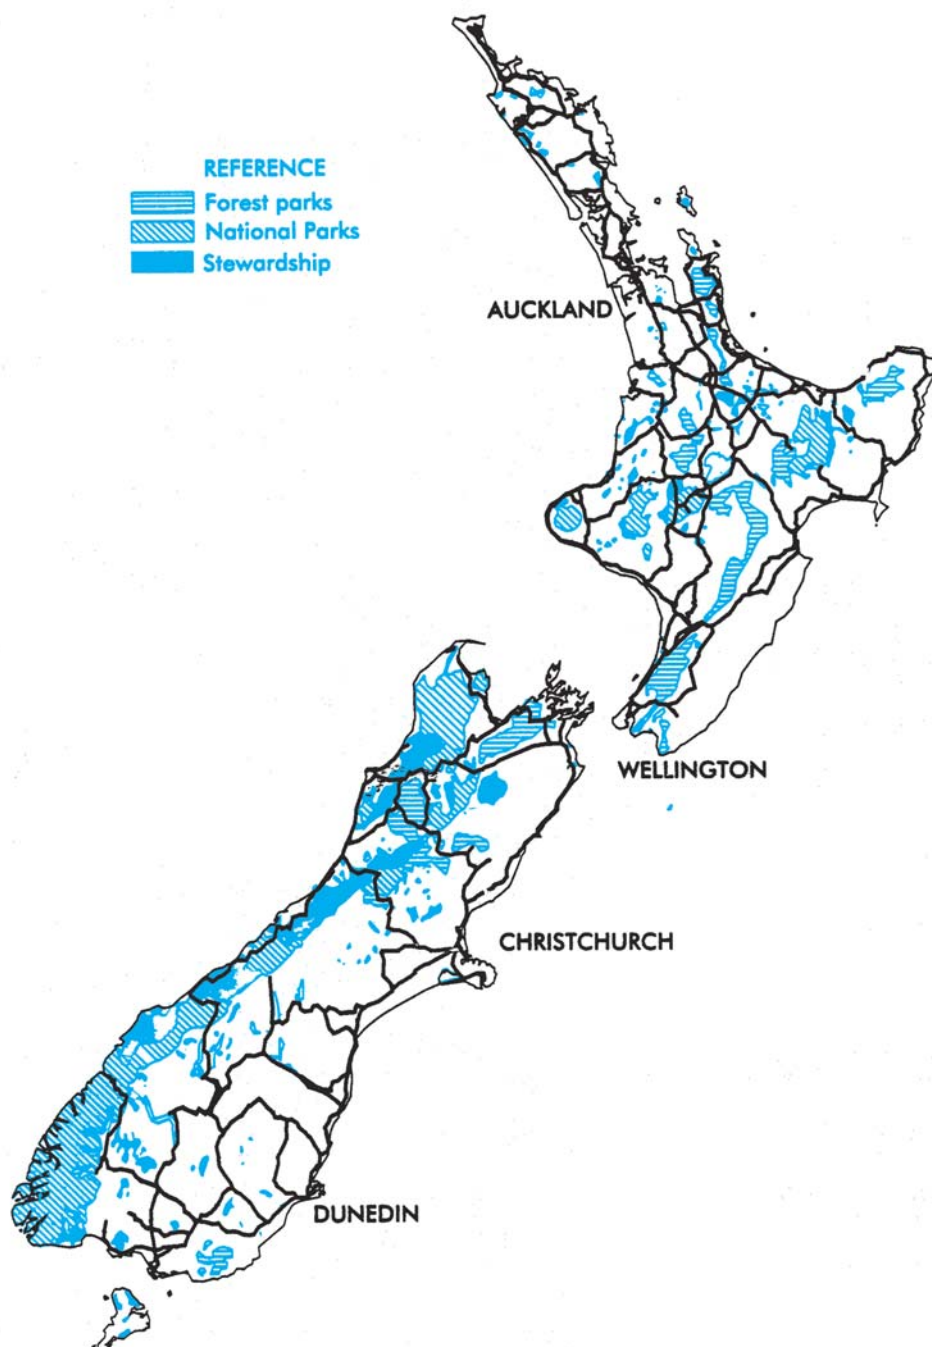 REFERENCE
Forest parks
National Parks
Stewardship
AUCKLAND
WELLINGTON
CHRISTCHURCH
DUNEDIN